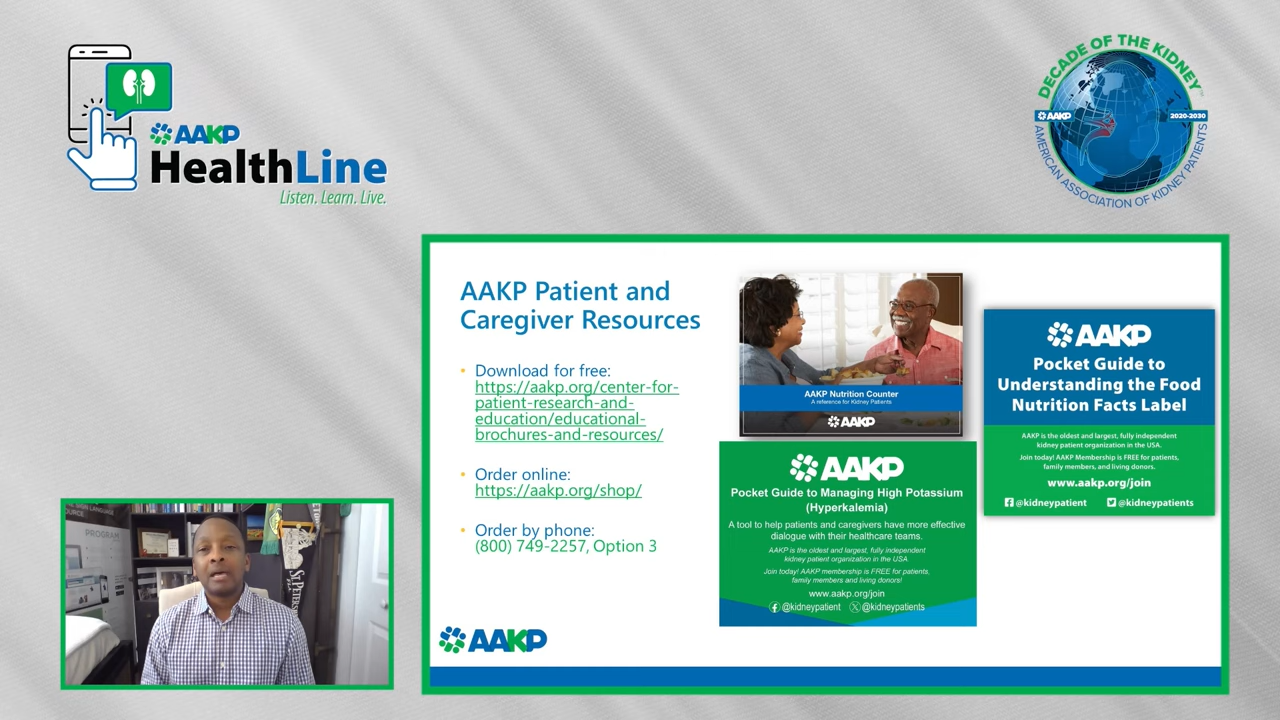 AAKP
HealthLine
Listen. Learn. Live.
DECADE OF THE KIDNEY™
AAKP
2020-2030
AMERICAN ASSOCIATION OF KIDNEY PATIENTS
AAKP Patient and
Caregiver Resources
• Download for free:
https://aakp.org/center-for-
patient-research-and-
education/educational-
brochures-and-resources/
• Order online:
https://aakp.org/shop/
• Order by phone:
(800) 749-2257, Option 3
AAKP
AAKP Nutrition Counter
A reference for Kidney Patients
AAKP
AAKP
Pocket Guide to Managing High Potassium
(Hyperkalemia)
A tool to help patients and caregivers have more effective
dialogue with their healthcare teams.
AAKP is the oldest and largest, fully independent
kidney patient organization in the USA.
Join today! AAKP membership is FREE for patients,
family members and living donors!
www.aakp.org/join
@kidneypatient @kidneypatients
AAKP
Pocket Guide to
Understanding the Food
Nutrition Facts Label
AAKP is the oldest and largest, fully independent
kidney patient organization in the USA.
Join today! AAKP Membership is FREE for patients,
family members, and living donors.
www.aakp.org/join
@kidneypatient @kidneypatients
PROGRAM